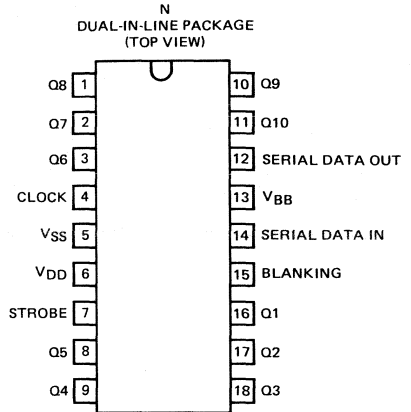 N
DUAL-IN-LINE PACKAGE
(TOP VIEW)
Q8 1 10 Q9
Q7 2 11 Q10
Q6 3 12 SERIAL DATA OUT
CLOCK 4 13 VBB
VSS 5 14 SERIAL DATA IN
VDD 6 15 BLANKING
STROBE 7 16 Q1
Q5 8 17 Q2
Q4 9 18 Q3